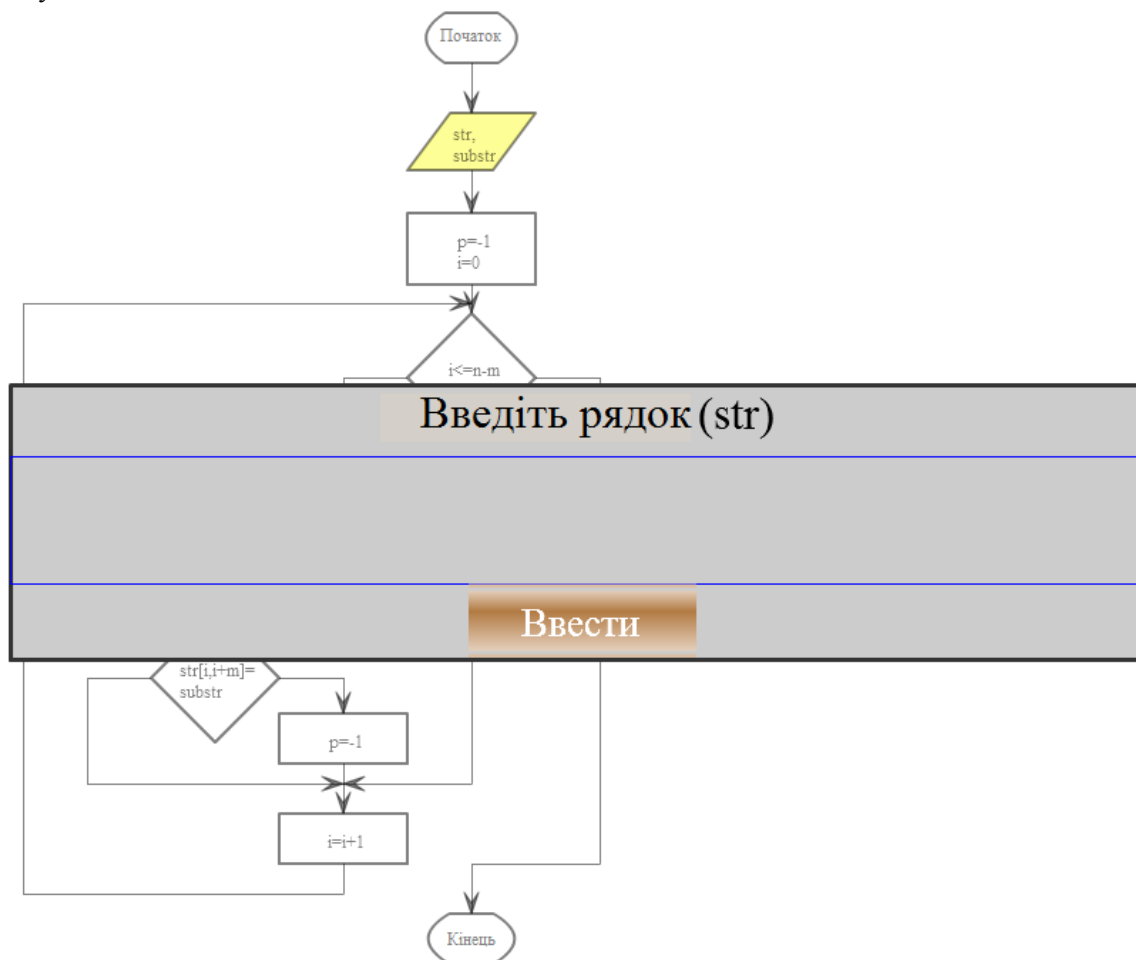 Початок
str,
substr
p=-1
i=0
i<=n-m
Введіть рядок (str)
Ввести
str[i,i+m]=
substr
p=-1
i=i+1
Кінець